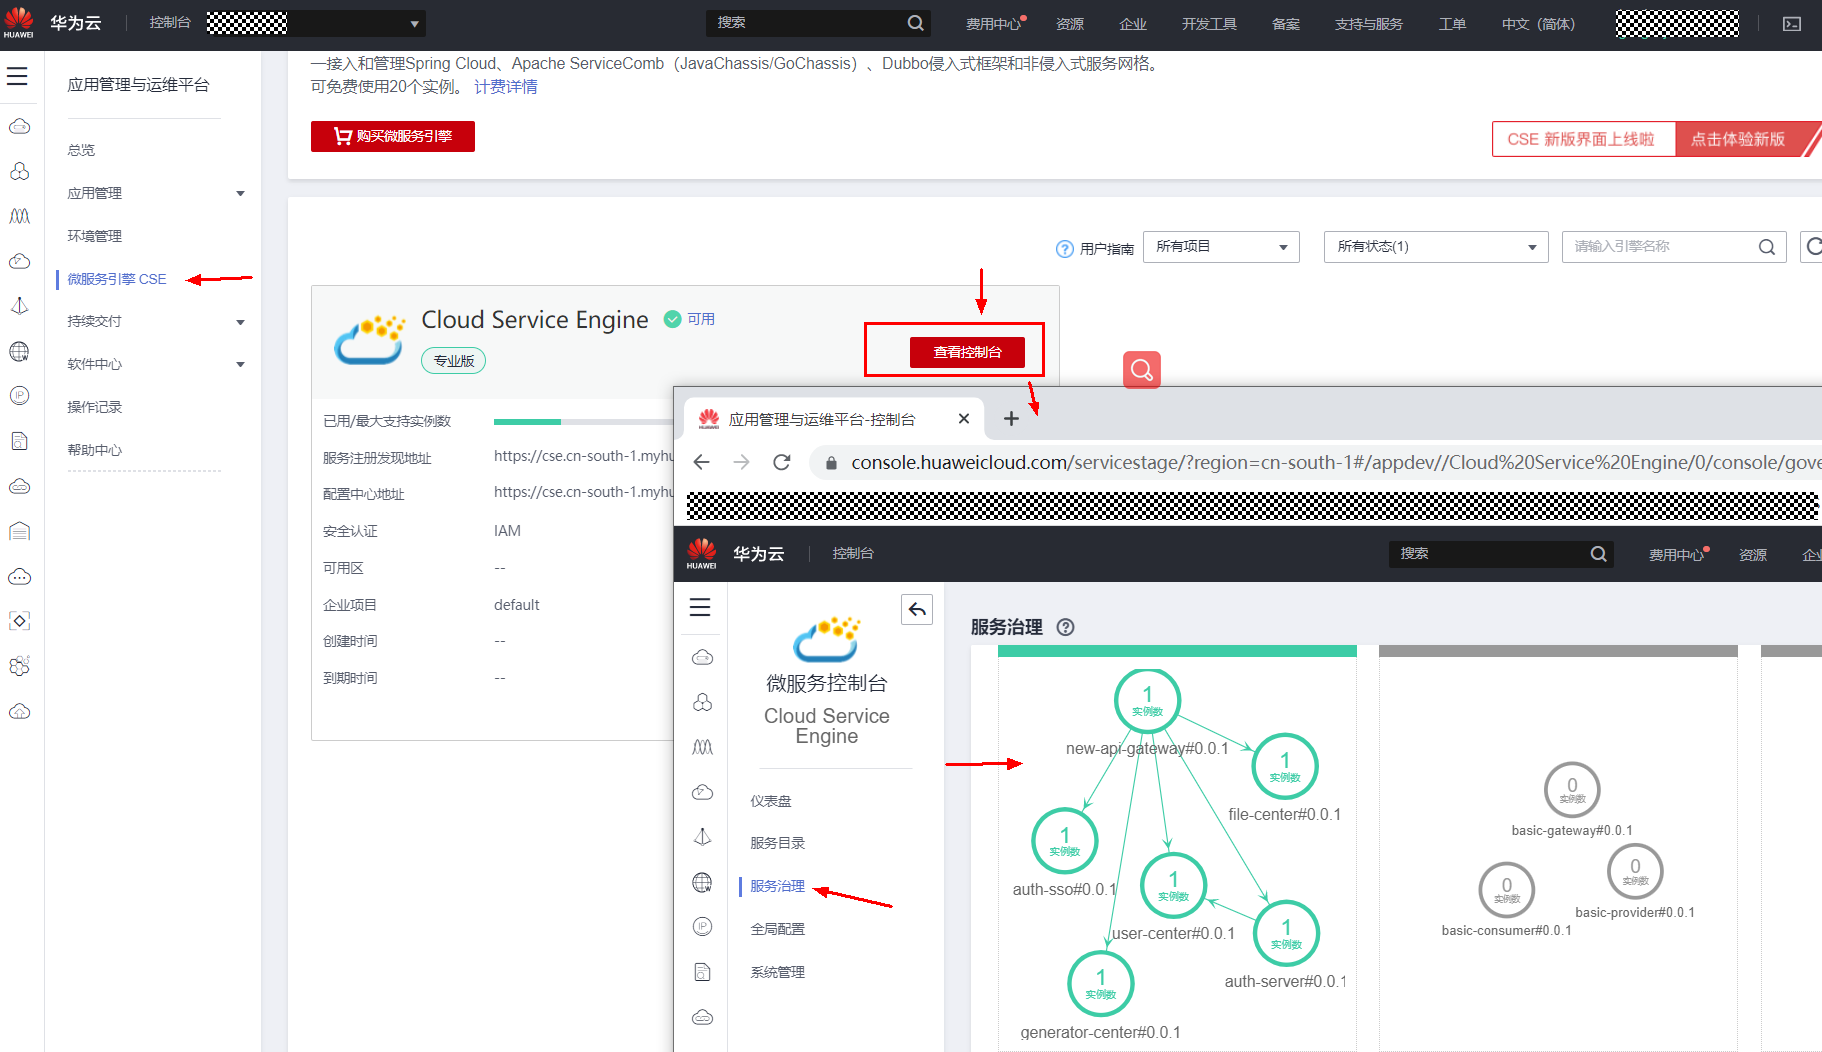 HUAWEI
华为云
控制台
搜索
费用中心
资源
企业
开发工具
备案
支持与服务
工单
中文（简体）
应用管理与运维平台
总览
应用管理
环境管理
微服务引擎 CSE
持续交付
软件中心
操作记录
帮助中心
一接入和管理Spring Cloud、Apache ServiceComb（JavaChassis/GoChassis）、Dubbo侵入式框架和非侵入式服务网格。
可免费使用20个实例。 计费详情
购买微服务引擎
CSE 新版界面上线啦
点击体验新版
用户指南
所有项目
所有状态(1)
请输入引擎名称
Cloud Service Engine
可用
专业版
查看控制台
已用/最大支持实例数
服务注册发现地址
https://cse.cn-south-1.myhu
配置中心地址
https://cse.cn-south-1.myhu
安全认证
IAM
可用区
--
企业项目
default
创建时间
--
到期时间
--
应用管理与运维平台-控制台
console.huaweicloud.com/servicestage/?region=cn-south-1#/appdev//Cloud%20Service%20Engine/0/console/gove
HUAWEI
华为云
控制台
搜索
费用中心
资源
企业
微服务控制台
Cloud Service
Engine
仪表盘
服务目录
服务治理
全局配置
系统管理
服务治理
1
实例数
new-api-gateway#0.0.1
1
实例数
file-center#0.0.1
1
实例数
auth-sso#0.0.1
1
实例数
user-center#0.0.1
1
实例数
auth-server#0.0.1
1
实例数
generator-center#0.0.1
0
实例数
basic-gateway#0.0.1
0
实例数
basic-provider#0.0.1
0
实例数
basic-consumer#0.0.1